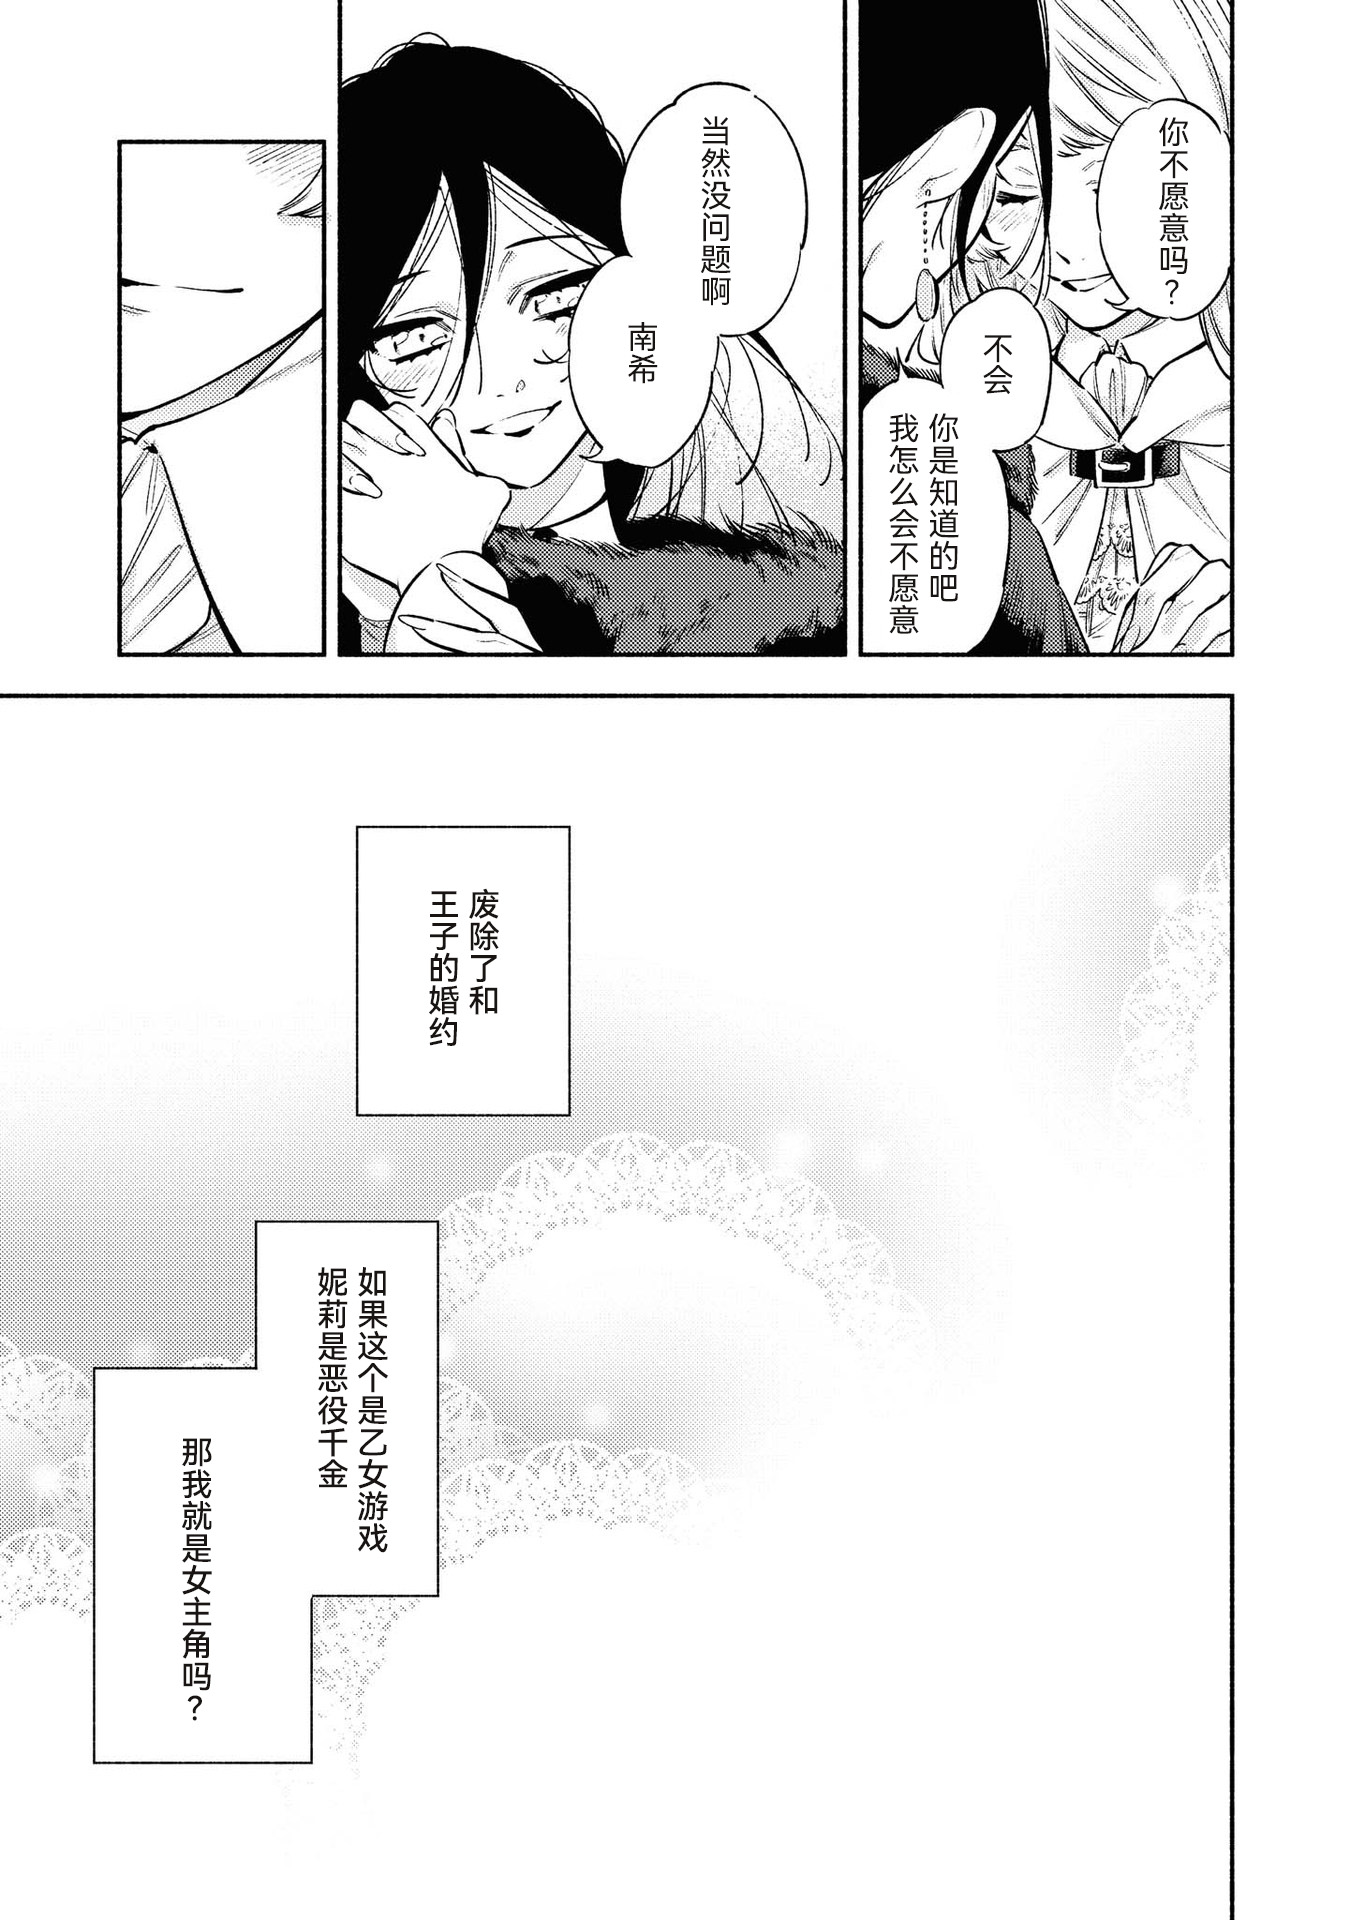 你不愿意吗？
不会
你是知道的吧
我怎么会不愿意
当然没问题啊
南希
废除了和
王子的婚约
如果这个是乙女游戏
妮莉是恶役千金
那我就是女主角吗？